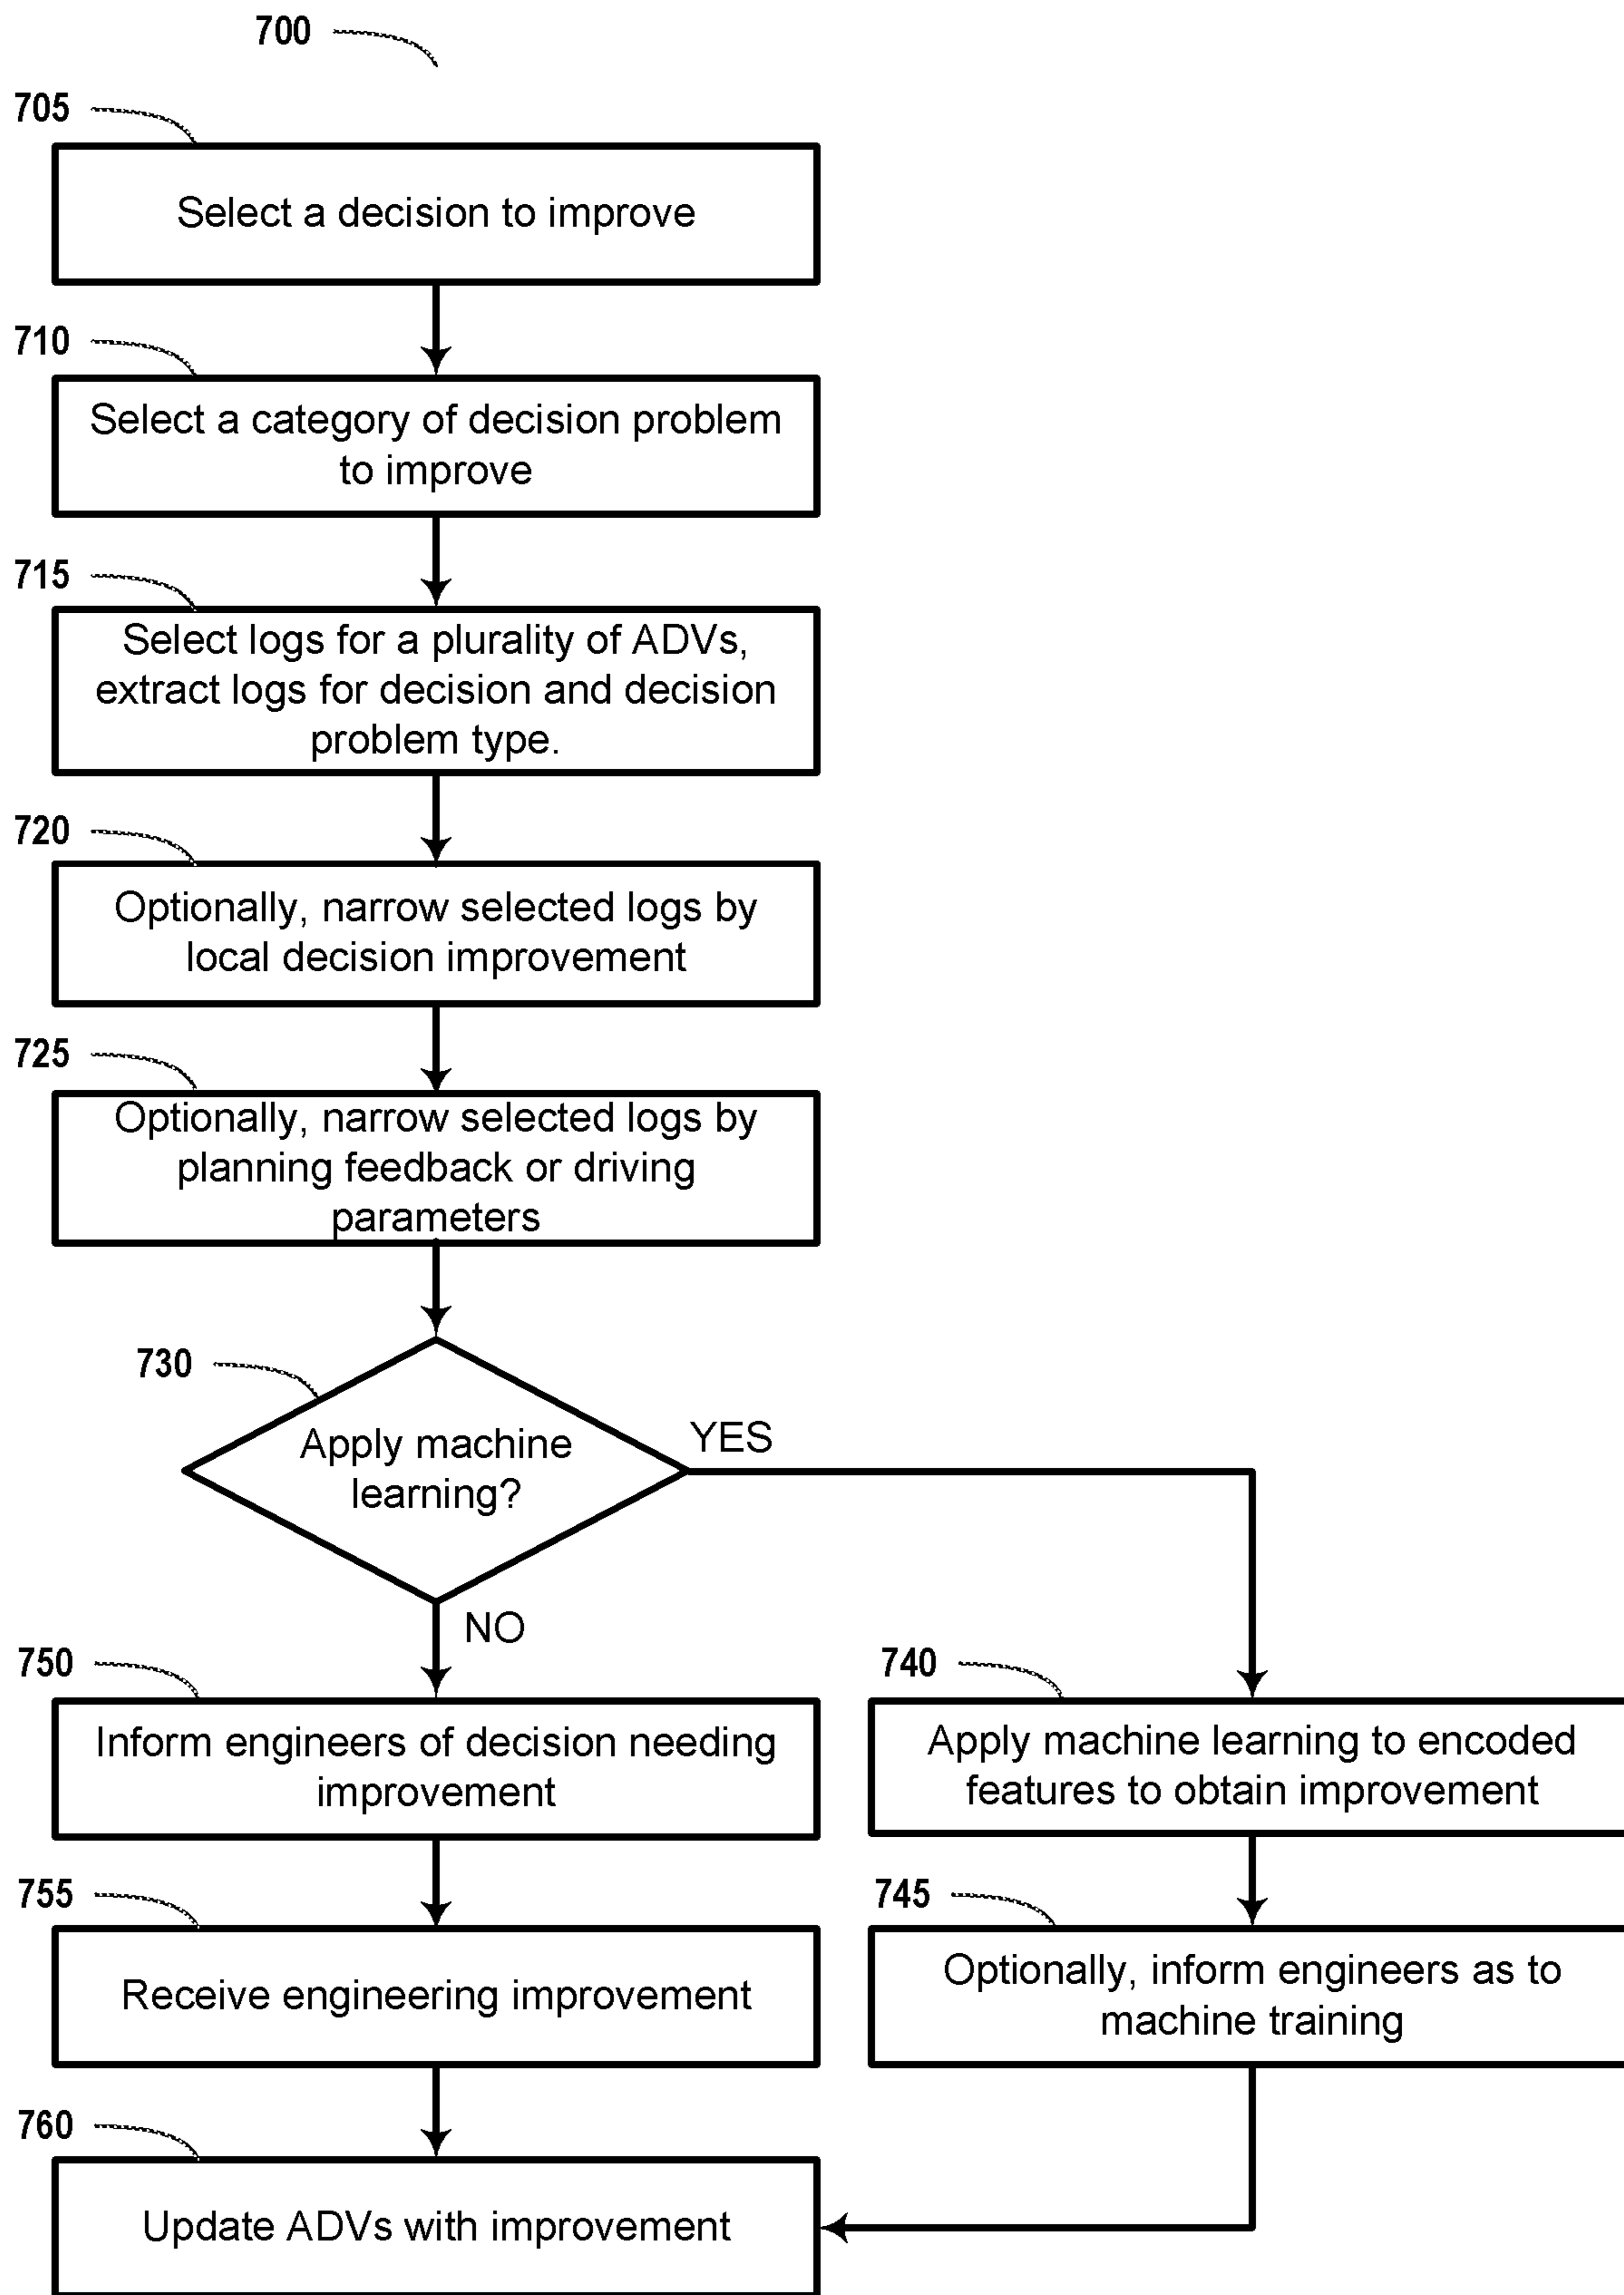 700
705
Select a decision to improve
710
Select a category of decision problem
to improve
715
Select logs for a plurality of ADVs,
extract logs for decision and decision
problem type.
720
Optionally, narrow selected logs by
local decision improvement
725
Optionally, narrow selected logs by
planning feedback or driving
parameters
730
Apply machine
learning?
YES
NO
750
Inform engineers of decision needing
improvement
740
Apply machine learning to encoded
features to obtain improvement
755
Receive engineering improvement
745
Optionally, inform engineers as to
machine training
760
Update ADVs with improvement